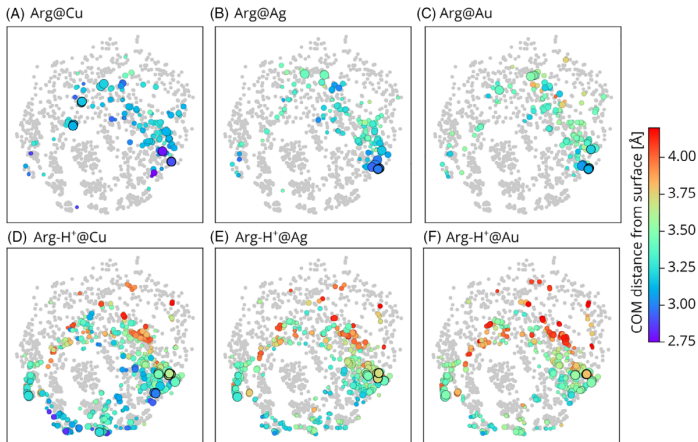 (A) Arg@Cu
(B) Arg@Ag
(C) Arg@Au
(D) Arg-H⁺@Cu
(E) Arg-H⁺@Ag
(F) Arg-H⁺@Au
COM distance from surface [Å]
4.00
3.75
3.50
3.25
3.00
2.75